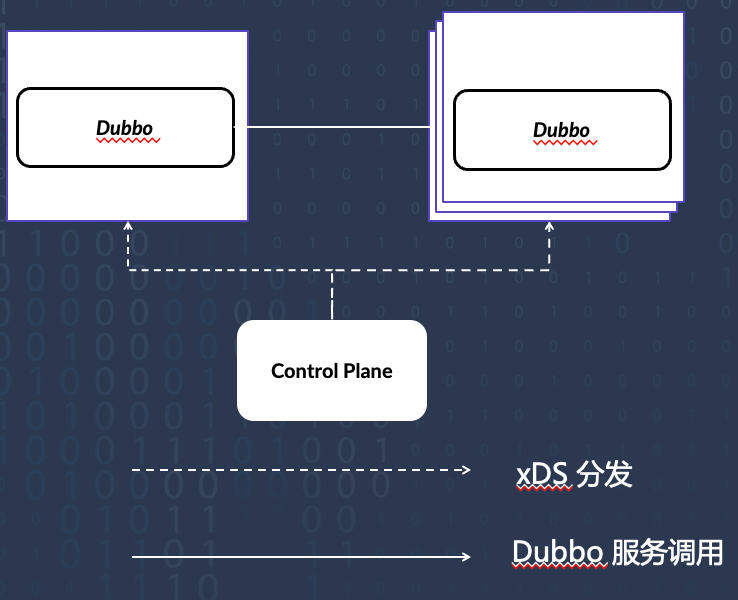 Dubbo
Dubbo
Control Plane
xDS 分发
Dubbo 服务调用